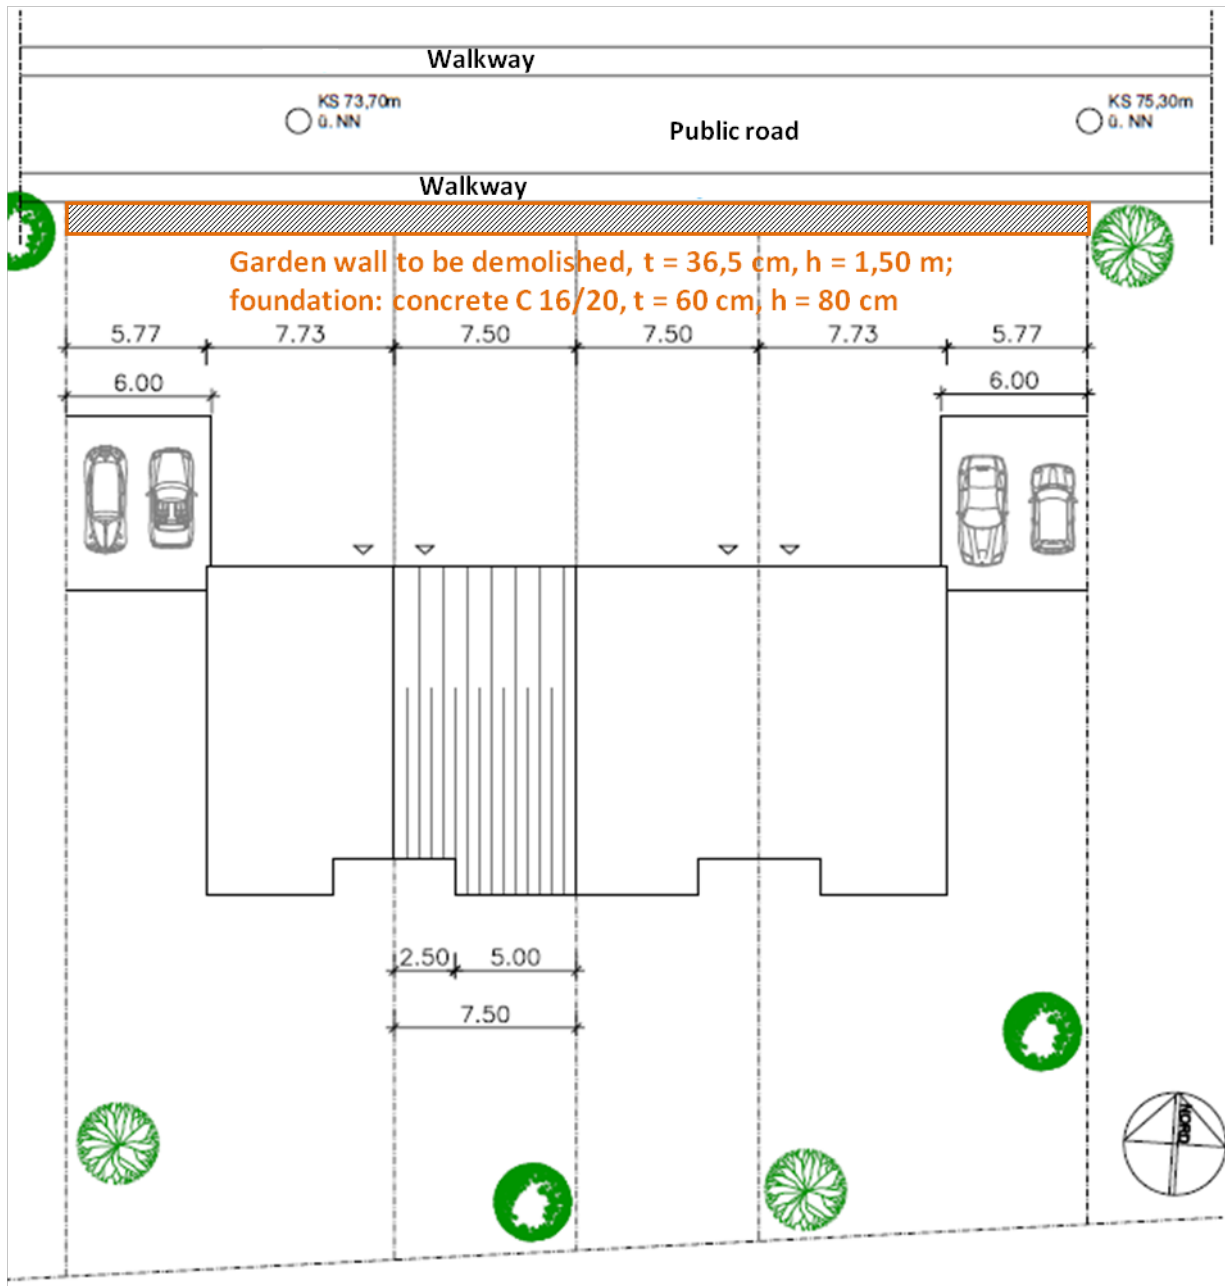 Walkway
KS 73,70m
ü. NN
KS 75,30m
ü. NN
Public road
Walkway
Garden wall to be demolished, t = 36,5 cm, h = 1,50 m;
foundation: concrete C 16/20, t = 60 cm, h = 80 cm
5.77 7.73 7.50 7.50 7.73 5.77
6.00 6.00
2.50 5.00
7.50
NORD